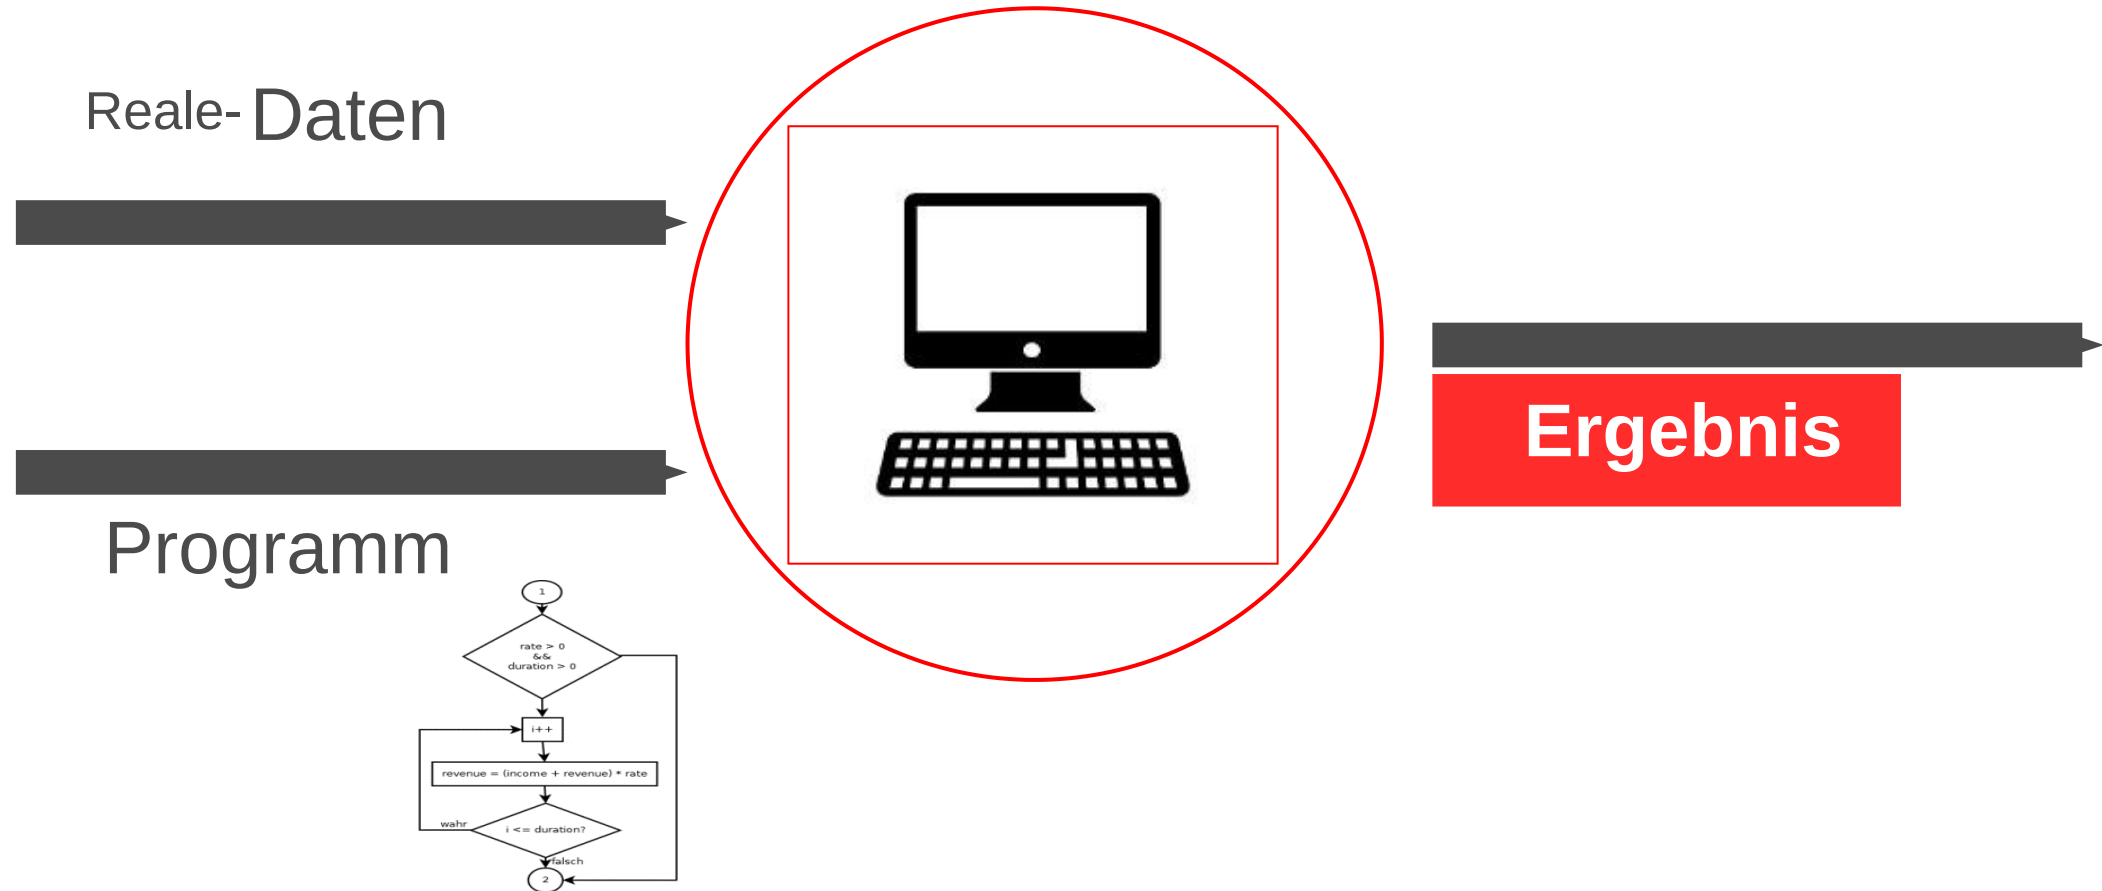 Reale- Daten
Ergebnis
Programm
1
rate > 0
&&
duration > 0
i++
revenue = (income + revenue) * rate
wahr
i <= duration?
falsch
2